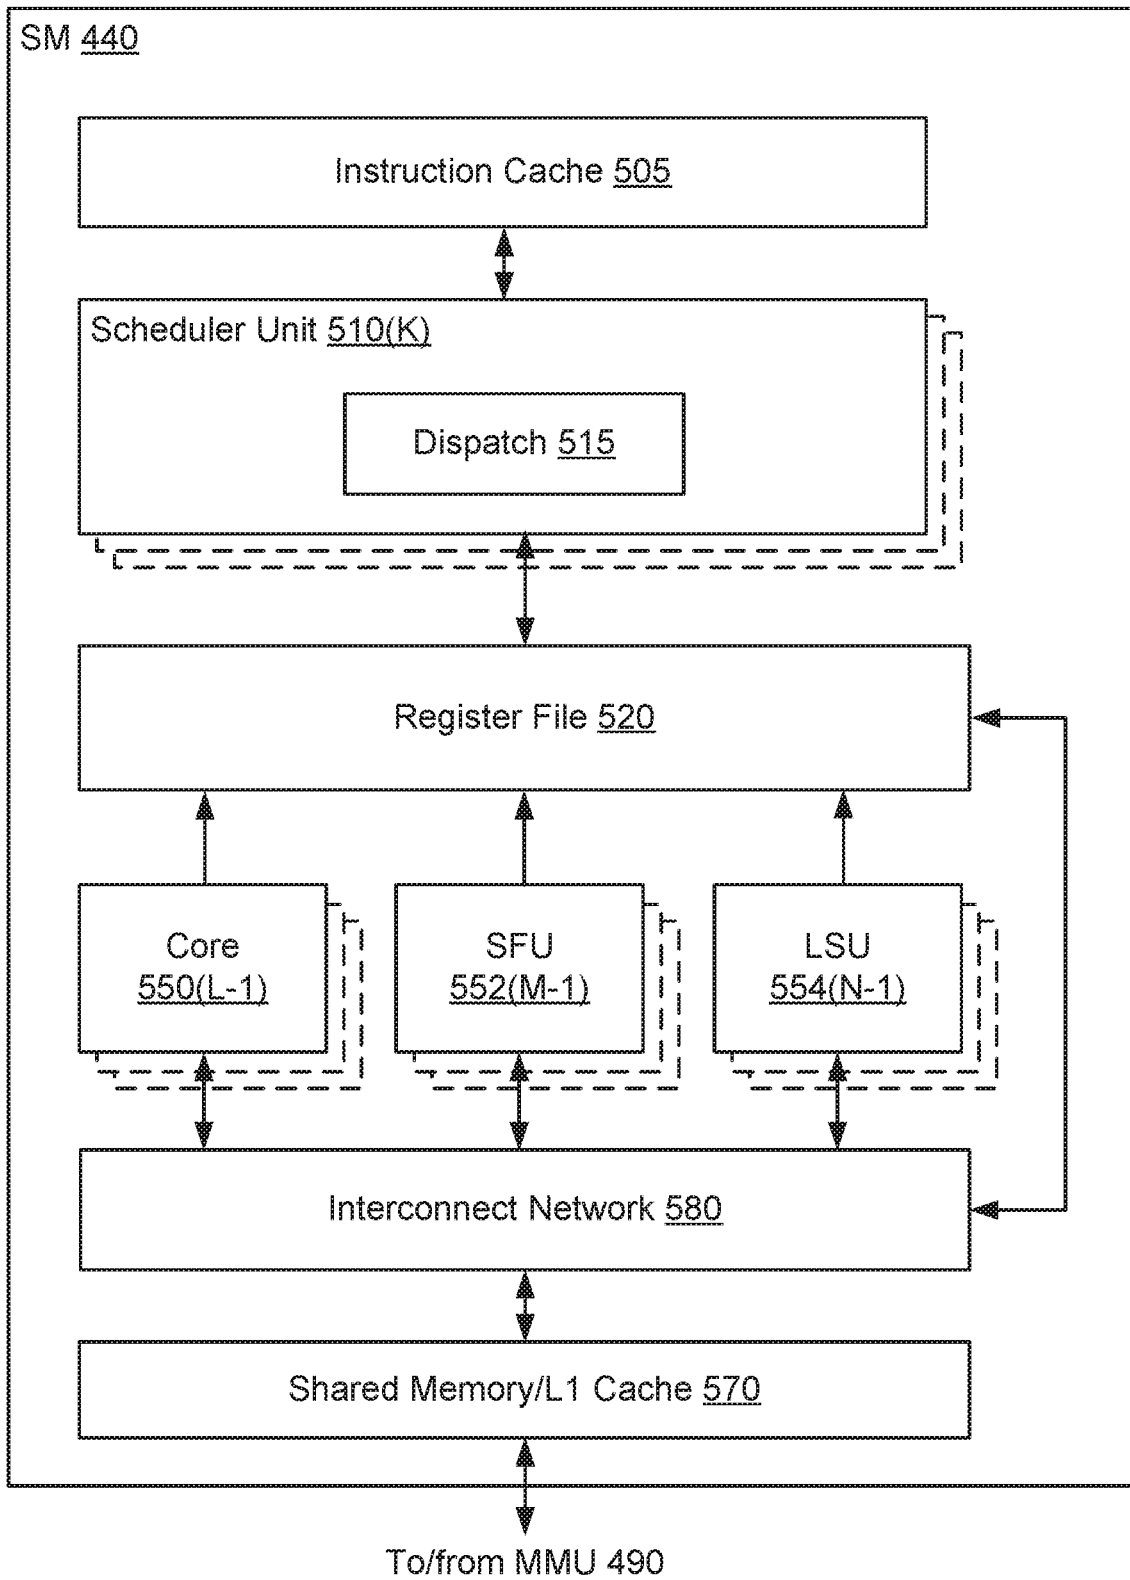 SM 440
Instruction Cache 505
Scheduler Unit 510(K)
Dispatch 515
Register File 520
Core
550(L-1)
SFU
552(M-1)
LSU
554(N-1)
Interconnect Network 580
Shared Memory/L1 Cache 570
To/from MMU 490